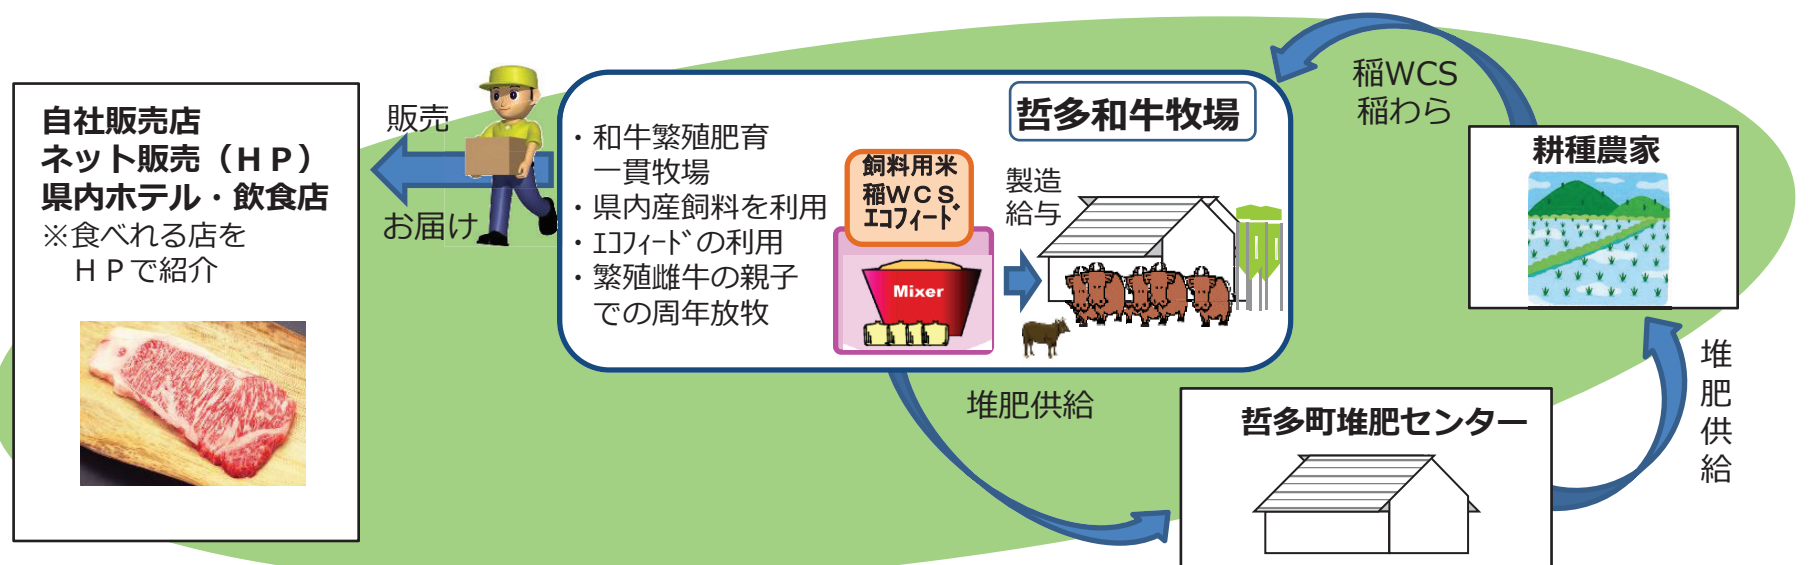 自社販売店
ネット販売（ＨＰ）
県内ホテル・飲食店
※食べれる店を
ＨＰで紹介
販売
お届け
哲多和牛牧場
・和牛繁殖肥育
一貫牧場
・県内産飼料を利用
・ｴｺﾌｨｰﾄﾞの利用
・繁殖雌牛の親子
での周年放牧
飼料用米
稲ＷＣＳ
ｴｺﾌｨｰﾄﾞ
Mixer
製造
給与
稲WCS
稲わら
耕種農家
堆肥供給
哲多町堆肥センター
堆肥供給